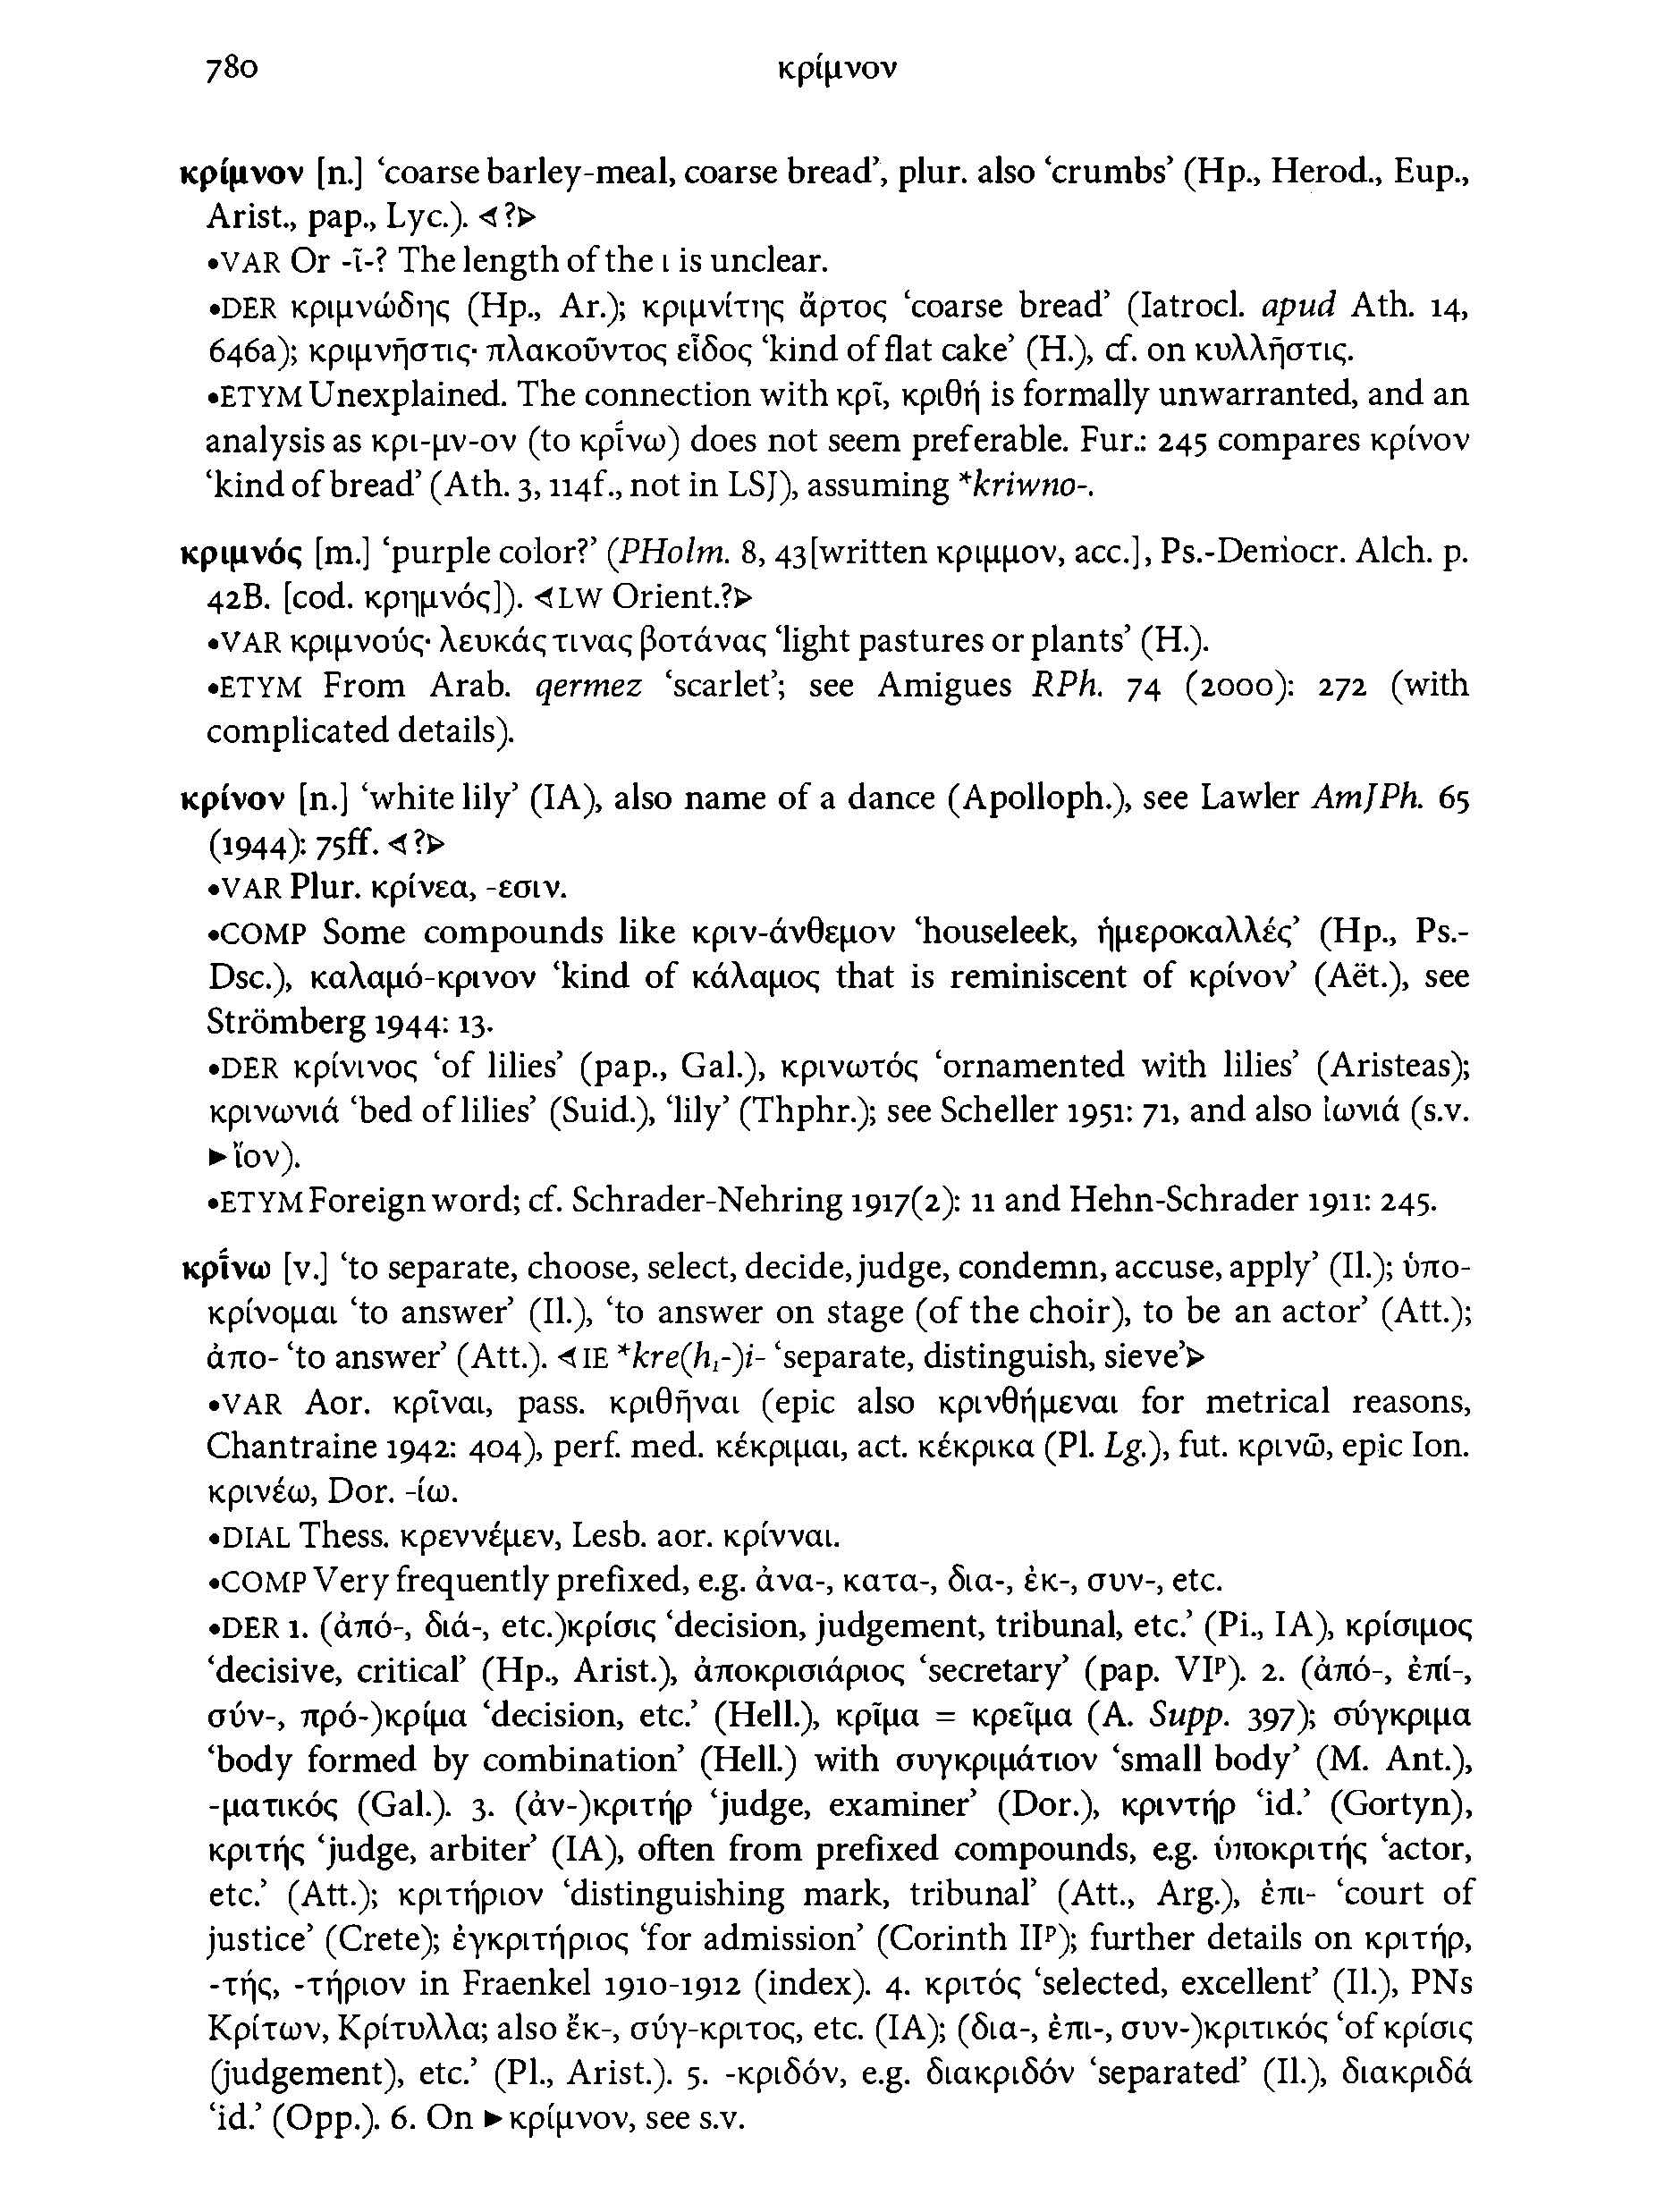 780 κρίμνον
κρίμνον [n.] ‘coarse barley-meal, coarse bread’, plur. also ‘crumbs’ (Hp., Herod., Eup.,
Arist., pap., Lyc.). ⊲?⊳
•VAR Or -ῑ-? The length of the ι is unclear.
•DER κριμνώδης (Hp., Ar.); κριμνίτης ἄρτος ‘coarse bread’ (Iatrocl. apud Ath. 14,
646a); κριμνῆστις· πλακοῦντος εἶδος ‘kind of flat cake’ (H.), cf. on κυλλῆστις.
•ETYM Unexplained. The connection with κρῖ, κριθή is formally unwarranted, and an
analysis as κρι-μν-ον (to κρῑ́νω) does not seem preferable. Fur.: 245 compares κρίνον
‘kind of bread’ (Ath. 3, 114f., not in LSJ), assuming *kriwno-.
κριμνός [m.] ‘purple color?’ (PHolm. 8, 43[written κριμμον, acc.], Ps.-Democr. Alch. p.
42B. [cod. κρημνός]). ⊲LW Orient.?⊳
•VAR κριμνούς· λευκάς τινας βοτάνας ‘light pastures or plants’ (H.).
•ETYM From Arab. qermez ‘scarlet’; see Amigues RPh. 74 (2000): 272 (with
complicated details).
κρίνον [n.] ‘white lily’ (IA), also name of a dance (Apolloph.), see Lawler AmJPh. 65
(1944): 75ff. ⊲?⊳
•VAR Plur. κρίνεα, -εσιν.
•COMP Some compounds like κριν-άνθεμον ‘houseleek, ἡμεροκαλλές’ (Hp., Ps.-
Dsc.), καλαμό-κρινον ‘kind of κάλαμος that is reminiscent of κρίνον’ (Aët.), see
Strömberg 1944: 13.
•DER κρίνινος ‘of lilies’ (pap., Gal.), κρινωτός ‘ornamented with lilies’ (Aristeas);
κρινωνιά ‘bed of lilies’ (Suid.), ‘lily’ (Thphr.); see Scheller 1951: 71, and also ἰωνιά (s.v.
►ἴον).
•ETYM Foreign word; cf. Schrader-Nehring 1917(2): 11 and Hehn-Schrader 1911: 245.
κρῑ́νω [v.] ‘to separate, choose, select, decide, judge, condemn, accuse, apply’ (Il.); ὑπο-
κρίνομαι ‘to answer’ (Il.), ‘to answer on stage (of the choir), to be an actor’ (Att.);
ἀπο- ‘to answer’ (Att.). ⊲IE *kre(h₁-)i- ‘separate, distinguish, sieve’⊳
•VAR Aor. κρῖναι, pass. κριθῆναι (epic also κρινθήμεναι for metrical reasons,
Chantraine 1942: 404), perf. med. κέκριμαι, act. κέκρικα (Pl. Lg.), fut. κρινῶ, epic Ion.
κρινέω, Dor. -ίω.
•DIAL Thess. κρεννέμεν, Lesb. aor. κρίνναι.
•COMP Very frequently prefixed, e.g. ἀνα-, κατα-, δια-, ἐκ-, συν-, etc.
•DER 1. (ἀπό-, διά-, etc.)κρίσις ‘decision, judgement, tribunal, etc.’ (Pi., IA), κρίσιμος
‘decisive, critical’ (Hp., Arist.), ἀποκρισιάριος ‘secretary’ (pap. VIᵖ). 2. (ἀπό-, ἐπί-,
σύν-, πρό-)κρίμα ‘decision, etc.’ (Hell.), κρῖμα = κρεῖμα (A. Supp. 397); σύγκριμα
‘body formed by combination’ (Hell.) with συγκριμάτιον ‘small body’ (M. Ant.),
-ματικός (Gal.). 3. (ἀν-)κριτήρ ‘judge, examiner’ (Dor.), κριντήρ ‘id.’ (Gortyn),
κριτής ‘judge, arbiter’ (IA), often from prefixed compounds, e.g. ὑποκριτής ‘actor,
etc.’ (Att.); κριτήριον ‘distinguishing mark, tribunal’ (Att., Arg.), ἐπι- ‘court of
justice’ (Crete); ἐγκριτήριος ‘for admission’ (Corinth IIᵖ); further details on κριτήρ,
-τής, -τήριον in Fraenkel 1910-1912 (index). 4. κριτός ‘selected, excellent’ (Il.), PNs
Κρίτων, Κρίτυλλα; also ἔκ-, σύγ-κριτος, etc. (IA); (δια-, ἐπι-, συν-)κριτικός ‘of κρίσις
(judgement), etc.’ (Pl., Arist.). 5. -κριδόν, e.g. διακριδόν ‘separated’ (Il.), διακριδά
‘id.’ (Opp.). 6. On ►κρίμνον, see s.v.